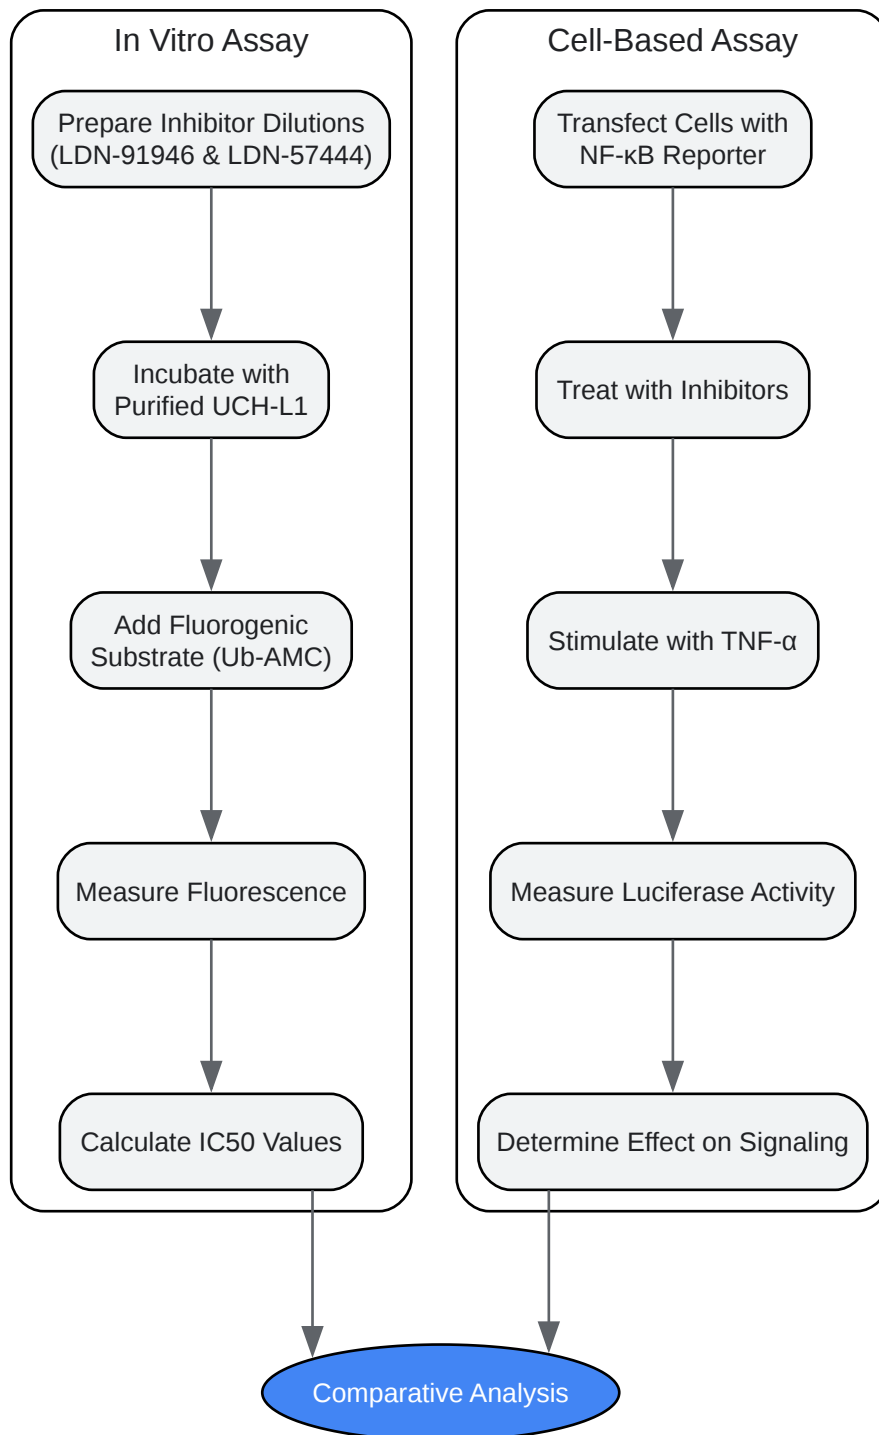 In Vitro Assay
Prepare Inhibitor Dilutions
(LDN-91946 & LDN-57444)
Incubate with
Purified UCH-L1
Add Fluorogenic
Substrate (Ub-AMC)
Measure Fluorescence
Calculate IC50 Values
Cell-Based Assay
Transfect Cells with
NF-κB Reporter
Treat with Inhibitors
Stimulate with TNF-α
Measure Luciferase Activity
Determine Effect on Signaling
Comparative Analysis